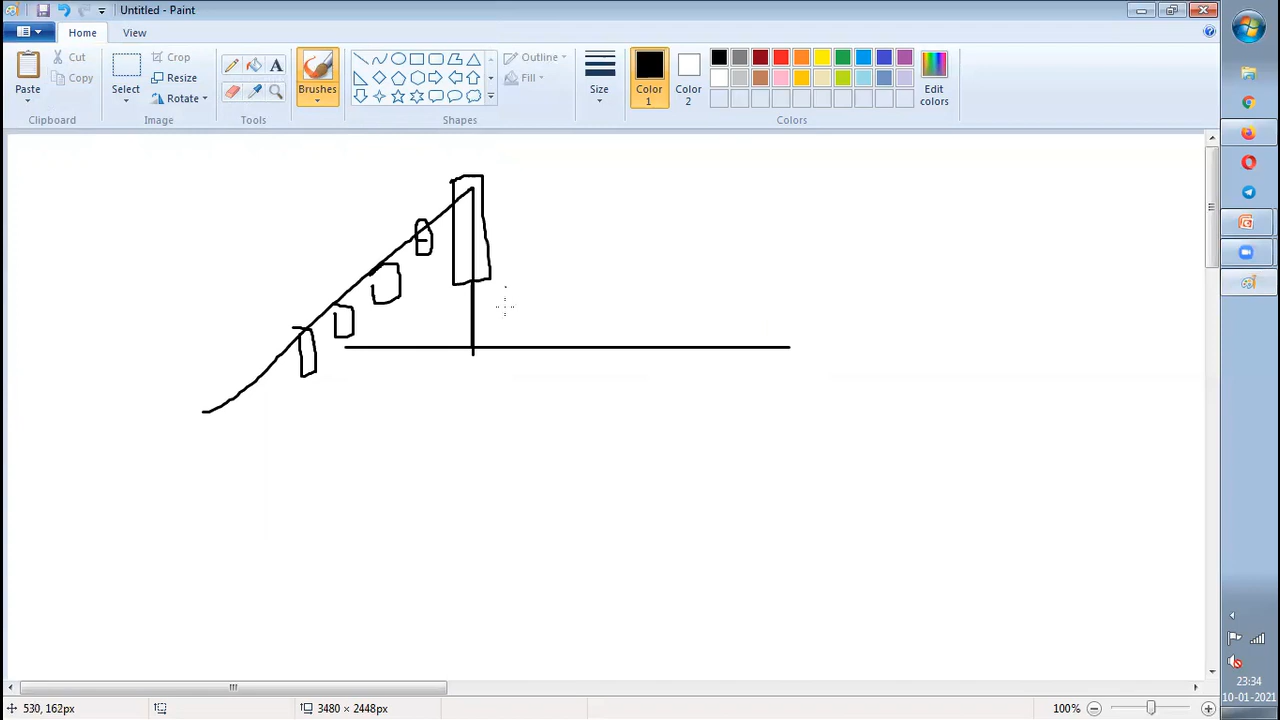 Untitled - Paint
Home View
Paste
Cut
Copy
Clipboard
Select
Crop
Resize
Rotate
Image
A
Tools
Brushes
Shapes
Outline
Fill
Size
Color 1
Color 2
Edit colors
Colors
530, 162px
3480 × 2448px
100%
23:34
10-01-2021